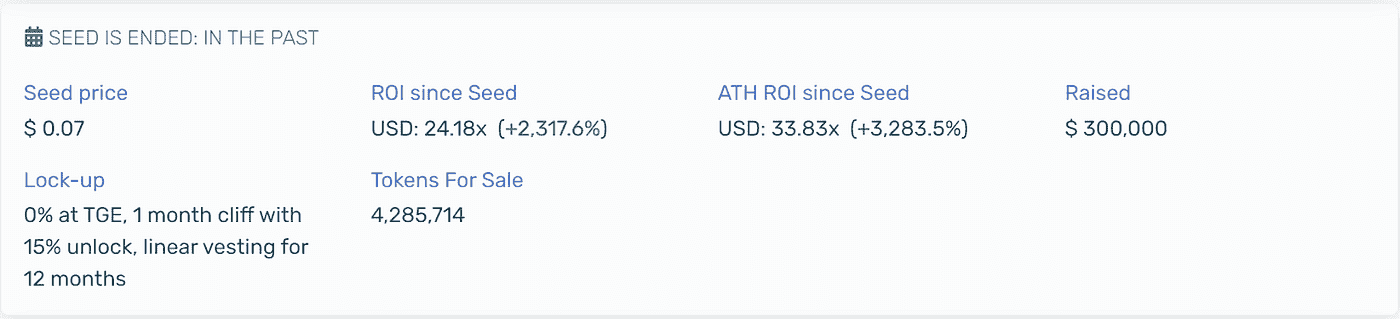 SEED IS ENDED: IN THE PAST
Seed price
$ 0.07
ROI since Seed
USD: 24.18x (+2,317.6%)
ATH ROI since Seed
USD: 33.83x (+3,283.5%)
Raised
$ 300,000
Lock-up
0% at TGE, 1 month cliff with
15% unlock, linear vesting for
12 months
Tokens For Sale
4,285,714